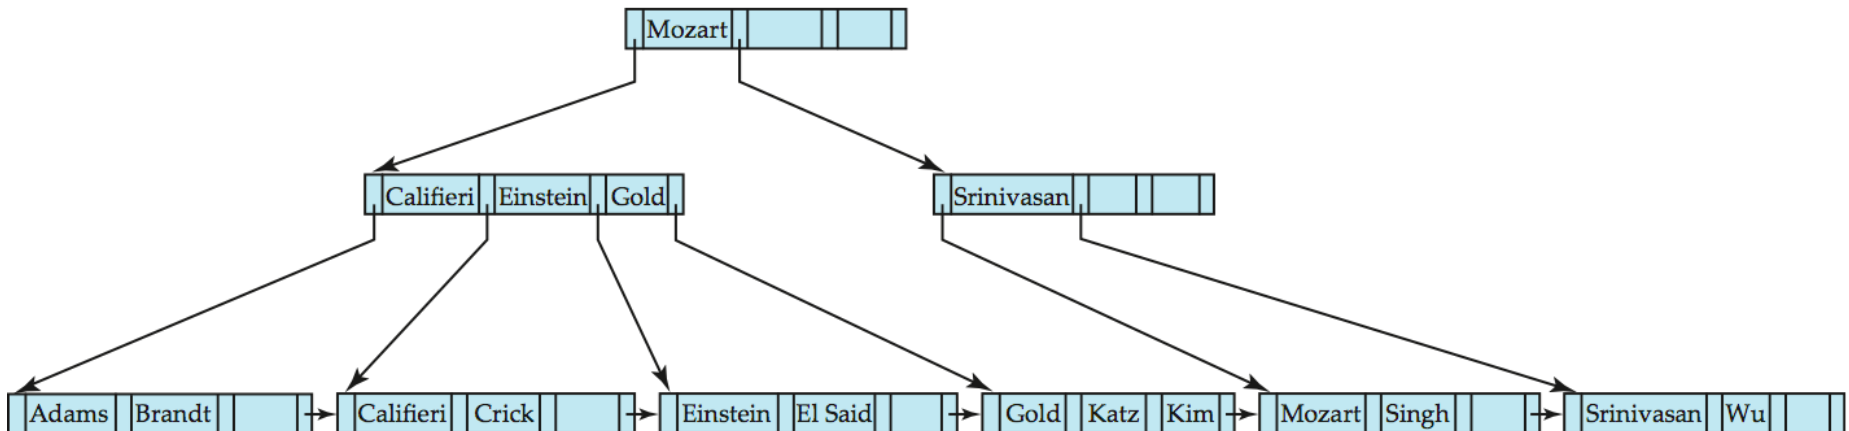 Mozart
Califieri Einstein Gold Srinivasan
Adams Brandt Califieri Crick Einstein El Said Gold Katz Kim Mozart Singh Srinivasan Wu